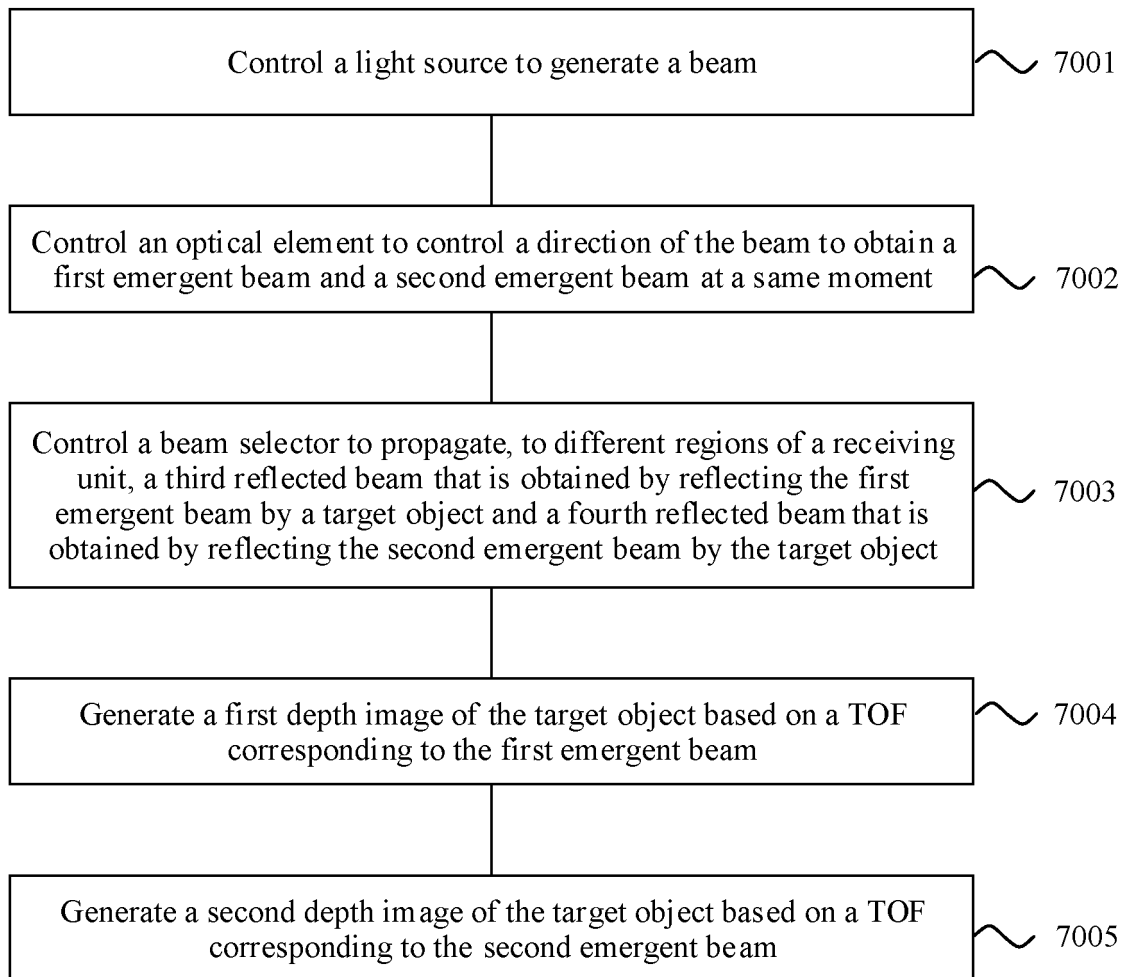 Control a light source to generate a beam
7001
Control an optical element to control a direction of the beam to obtain a
first emergent beam and a second emergent beam at a same moment
7002
Control a beam selector to propagate, to different regions of a receiving
unit, a third reflected beam that is obtained by reflecting the first
emergent beam by a target object and a fourth reflected beam that is
obtained by reflecting the second emergent beam by the target object
7003
Generate a first depth image of the target object based on a TOF
corresponding to the first emergent beam
7004
Generate a second depth image of the target object based on a TOF
corresponding to the second emergent beam
7005